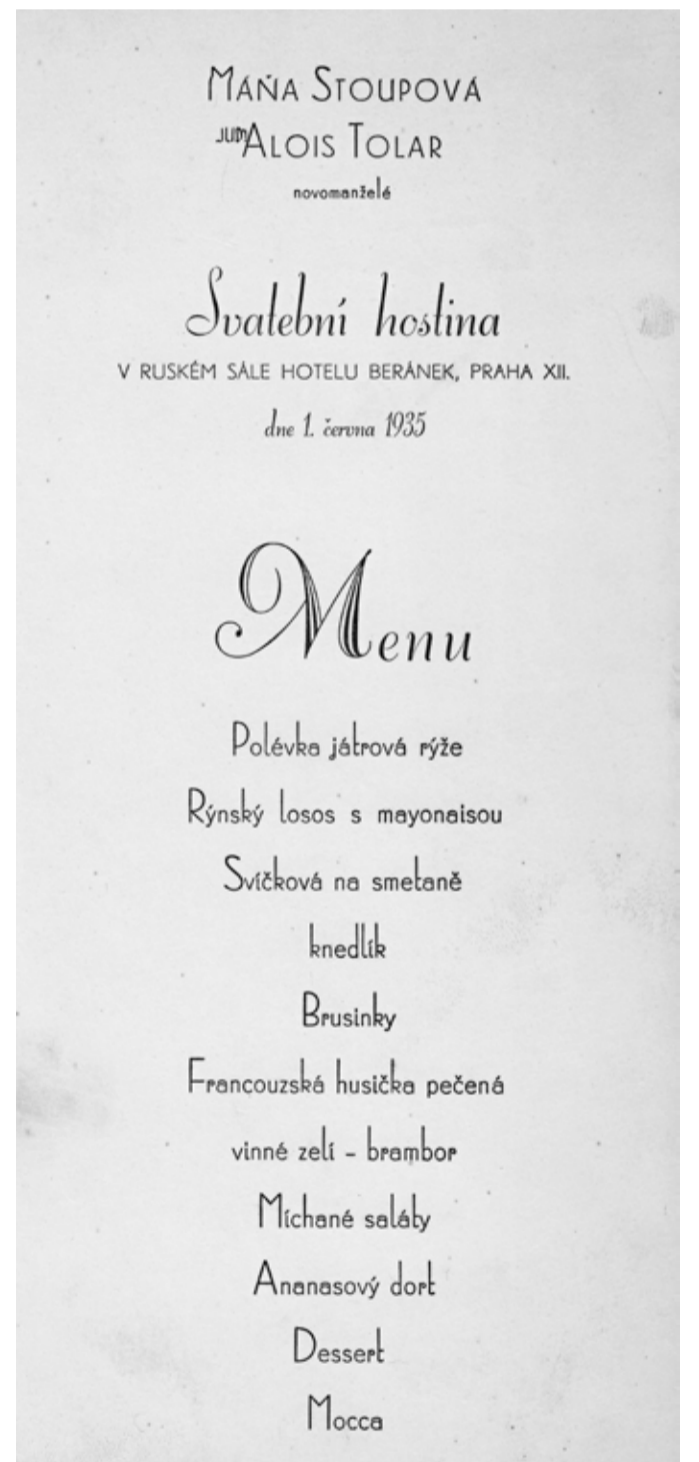 MÁŇA STOUPOVÁ
JUDr ALOIS TOLAR
novomanželé
Svatební hostina
V RUSKÉM SÁLE HOTELU BERÁNEK, PRAHA XII.
dne 1. června 1935
Menu
Polévka játrová rýže
Rýnský losos s mayonaisou
Svíčková na smetaně
knedlík
Brusinky
Francouzská husička pečená
vinné zelí - brambor
Míchané saláty
Ananasový dort
Dessert
Mocca